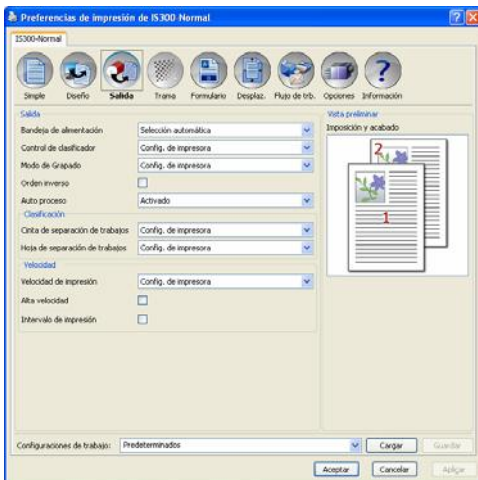 Preferencias de impresión de IS300-Normal
IS300-Normal
Simple Diseño Salida Trama Formulario Desplaz. Flujo de trb. Opciones Información
Salida
Bandeja de alimentación Selección automática
Control de clasificador Config. de impresora
Modo de Grapado Config. de impresora
Orden inverso
Auto proceso Activado
Clasificación
Cinta de separación de trabajos Config. de impresora
Hoja de separación de trabajos Config. de impresora
Velocidad
Velocidad de impresión Config. de impresora
Alta velocidad
Intervalo de impresión
Vista preliminar
Imposición y acabado
2
1
Configuraciones de trabajo: Predeterminados Cargar Guardar
Aceptar Cancelar Aplicar